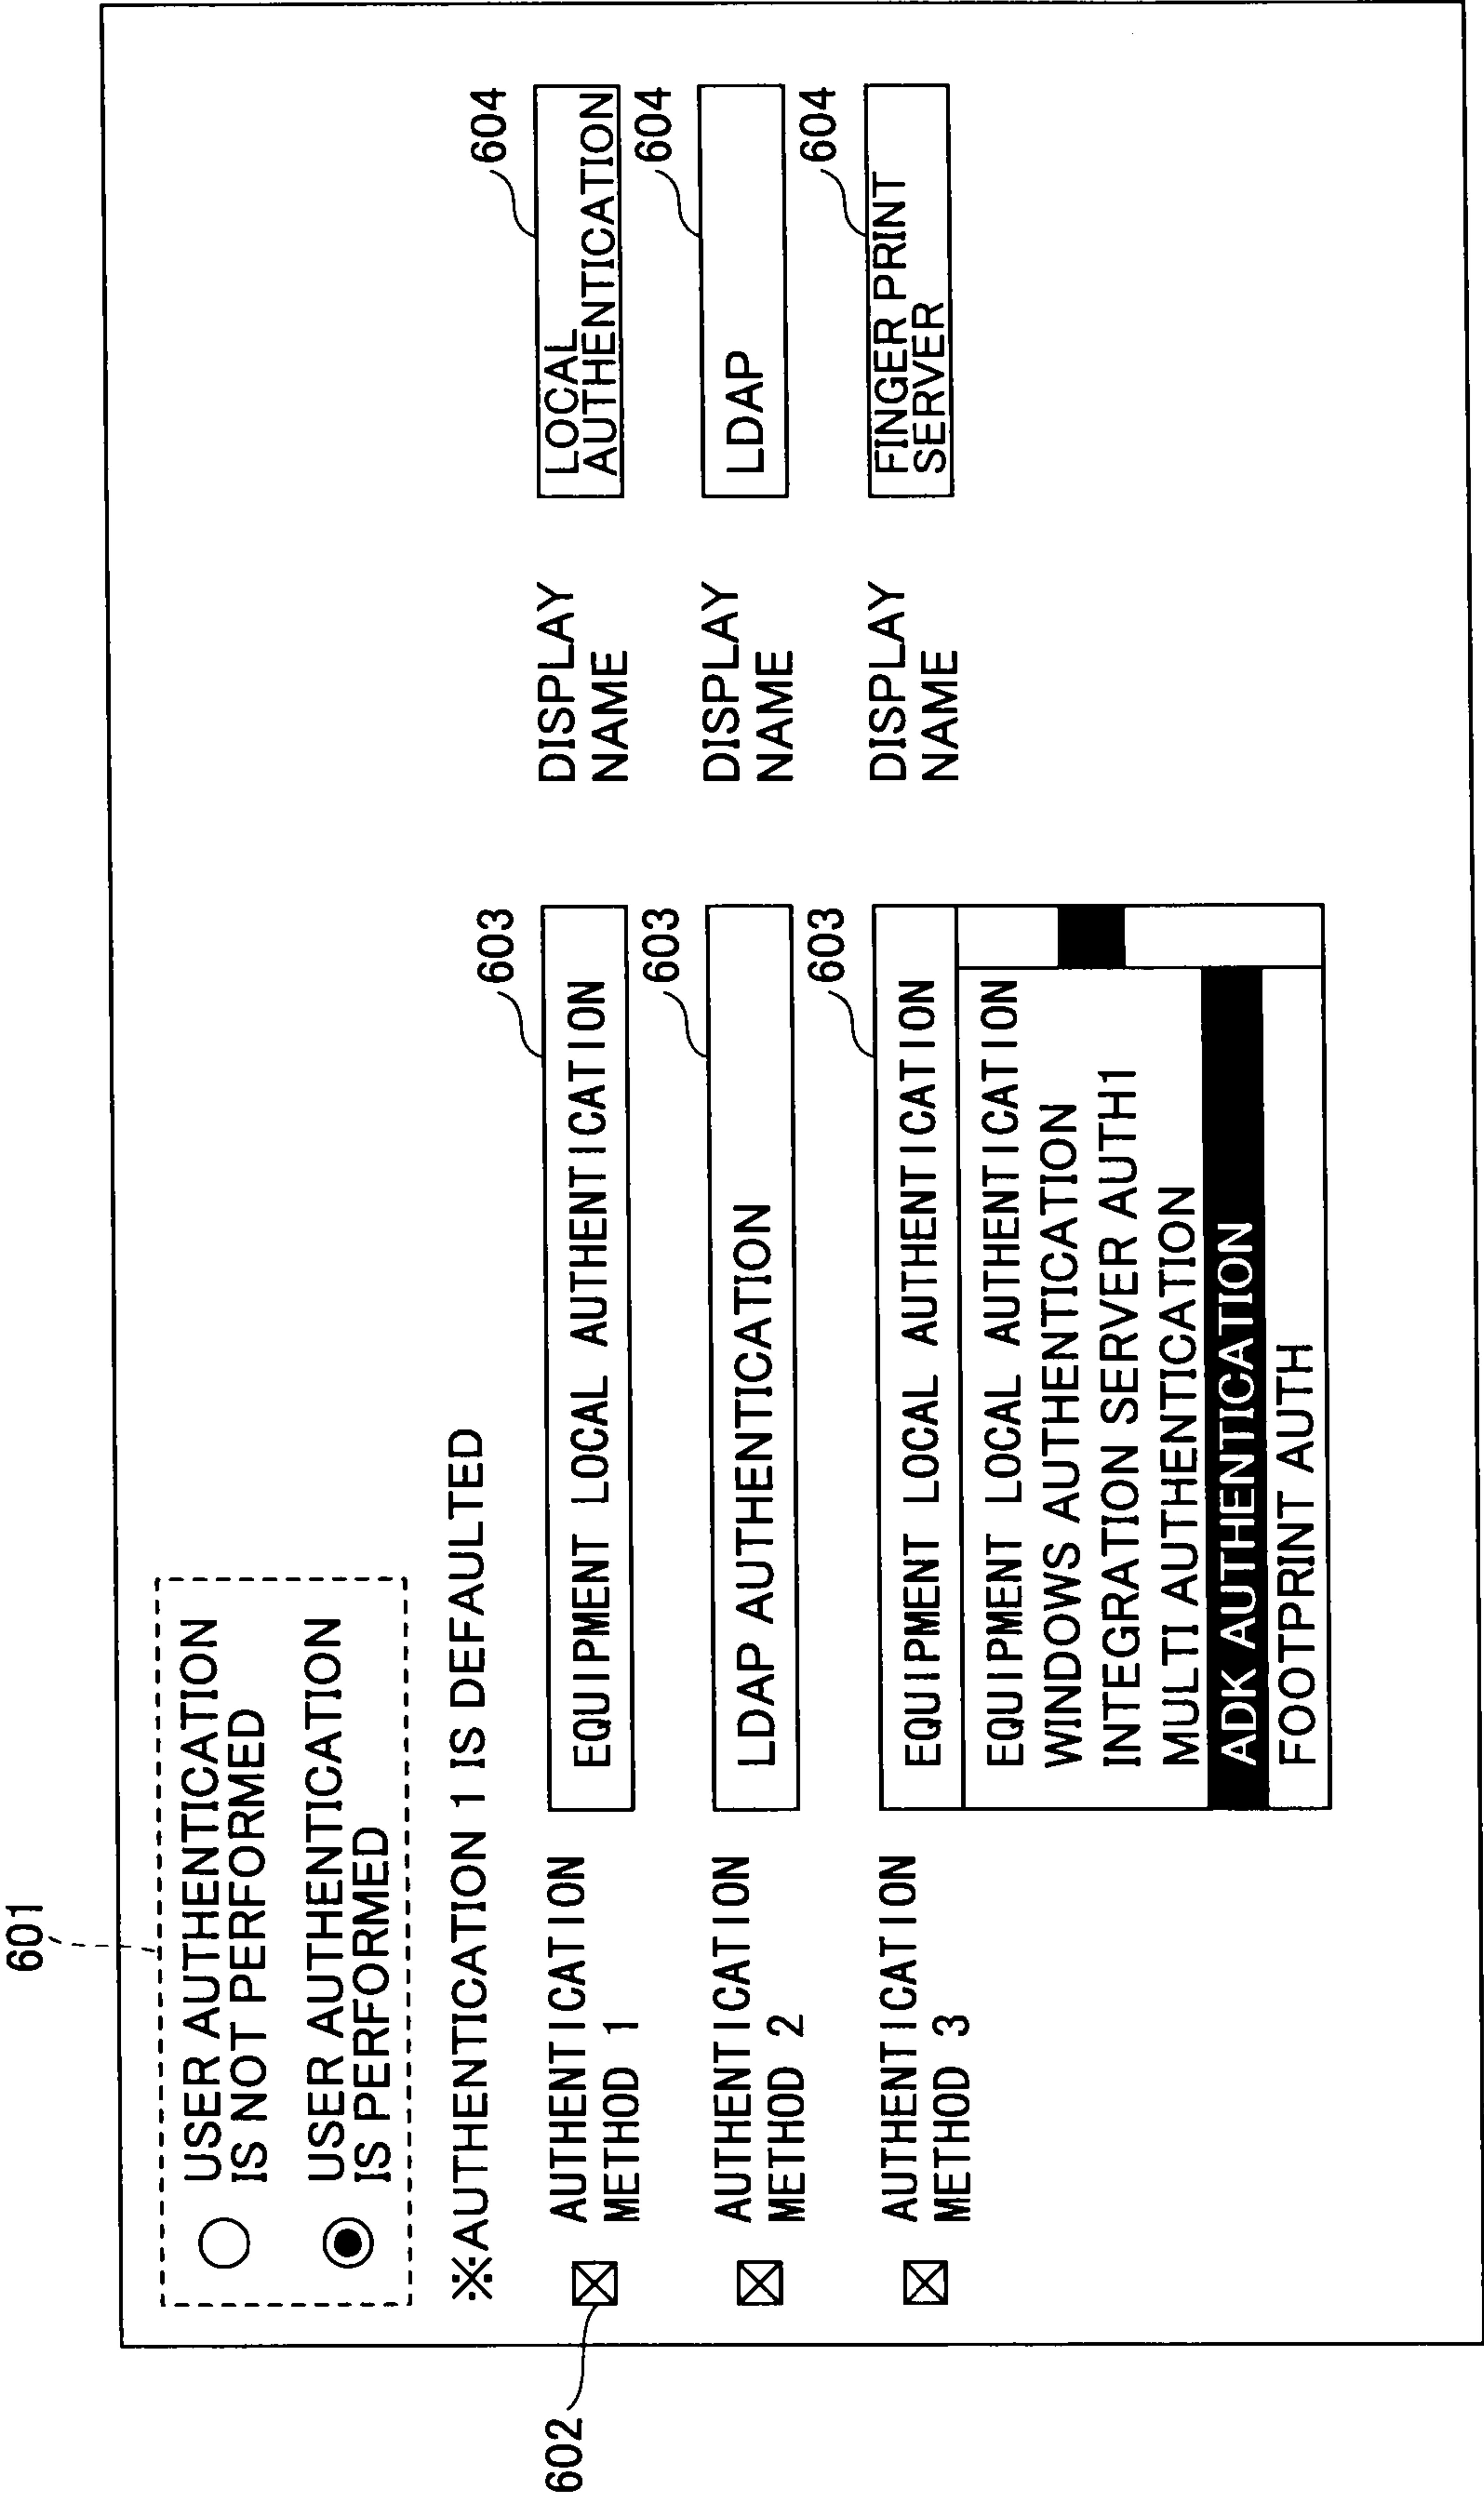 601
USER AUTHENTICATION
IS NOT PERFORMED
USER AUTHENTICATION
IS PERFORMED
※AUTHENTICATION 1 IS DEFAULTED
602
AUTHENTICATION
METHOD 1
603
EQUIPMENT LOCAL AUTHENTICATION
DISPLAY
NAME
604
LOCAL
AUTHENTICATION
AUTHENTICATION
METHOD 2
603
LDAP AUTHENTICATION
DISPLAY
NAME
604
LDAP
AUTHENTICATION
METHOD 3
603
EQUIPMENT LOCAL AUTHENTICATION
EQUIPMENT LOCAL AUTHENTICATION
WINDOWS AUTHENTICATION
INTEGRATION SERVER AUTH1
MULTI AUTHENTICATION
ADK AUTHENTICATION
FOOTPRINT AUTH
DISPLAY
NAME
604
FINGER PRINT
SERVER